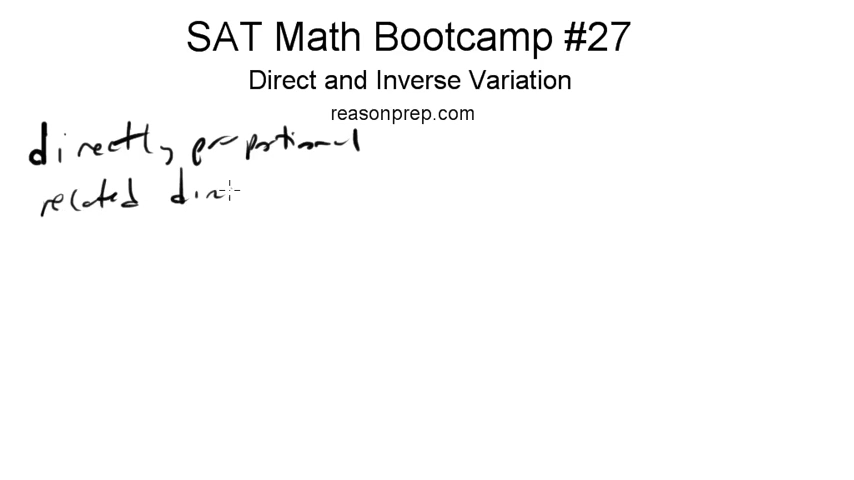 SAT Math Bootcamp #27
Direct and Inverse Variation
reasonprep.com
directly proportional
related